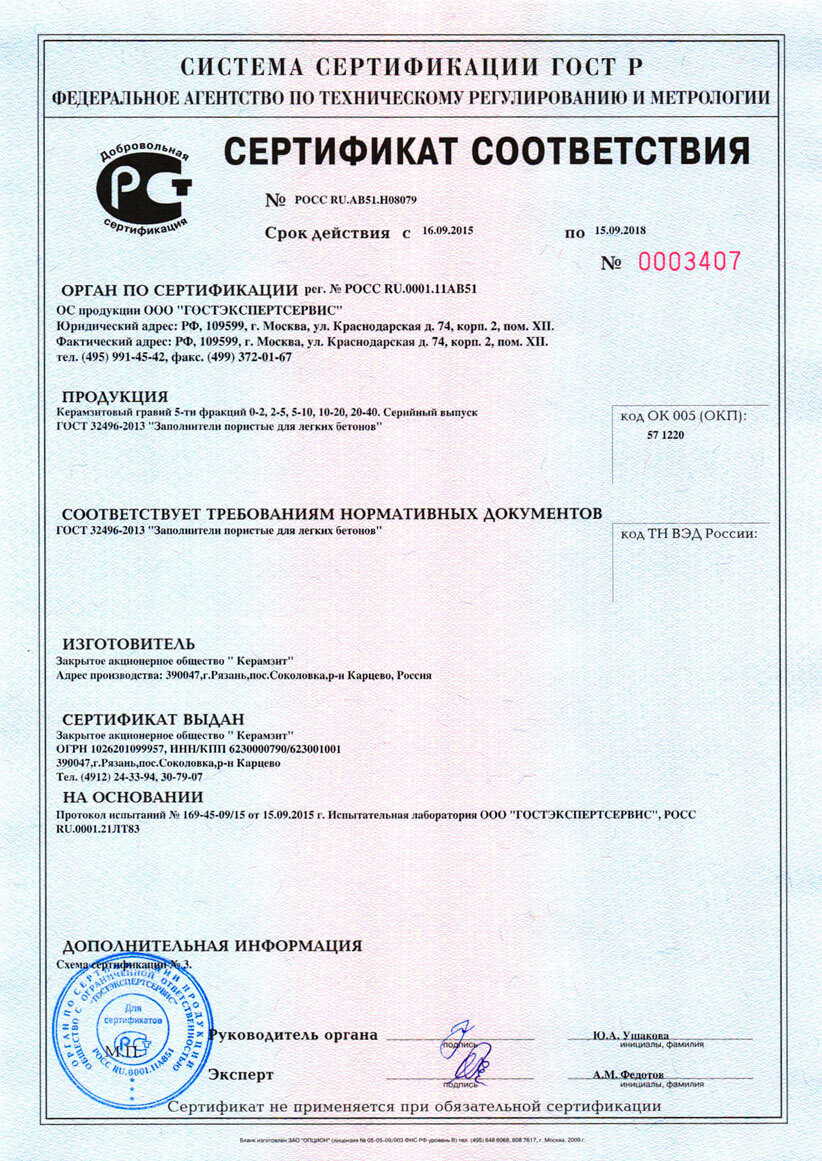 СИСТЕМА СЕРТИФИКАЦИИ ГОСТ Р
ФЕДЕРАЛЬНОЕ АГЕНТСТВО ПО ТЕХНИЧЕСКОМУ РЕГУЛИРОВАНИЮ И МЕТРОЛОГИИ
Добровольная
РСТ
сертификация
СЕРТИФИКАТ СООТВЕТСТВИЯ
№ РОСС RU.АВ51.Н08079
Срок действия с 16.09.2015 по 15.09.2018
№ 0003407
ОРГАН ПО СЕРТИФИКАЦИИ рег. № РОСС RU.0001.11АВ51
ОС продукции ООО "ГОСТЭКСПЕРТСЕРВИС"
Юридический адрес: РФ, 109599, г. Москва, ул. Краснодарская д. 74, корп. 2, пом. XII.
Фактический адрес: РФ, 109599, г. Москва, ул. Краснодарская д. 74, корп. 2, пом. XII.
тел. (495) 991-45-42, факс. (499) 372-01-67
ПРОДУКЦИЯ
Керамзитовый гравий 5-ти фракций 0-2, 2-5, 5-10, 10-20, 20-40. Серийный выпуск
ГОСТ 32496-2013 "Заполнители пористые для легких бетонов"
код ОК 005 (ОКП):
57 1220
СООТВЕТСТВУЕТ ТРЕБОВАНИЯМ НОРМАТИВНЫХ ДОКУМЕНТОВ
ГОСТ 32496-2013 "Заполнители пористые для легких бетонов"
код ТН ВЭД России:
ИЗГОТОВИТЕЛЬ
Закрытое акционерное общество " Керамзит"
Адрес производства: 390047,г.Рязань,пос.Соколовка,р-н Карцево, Россия
СЕРТИФИКАТ ВЫДАН
Закрытое акционерное общество " Керамзит"
ОГРН 1026201099957, ИНН/КПП 6230000790/623001001
390047,г.Рязань,пос.Соколовка,р-н Карцево
Тел. (4912) 24-33-94, 30-79-07
НА ОСНОВАНИИ
Протокол испытаний № 169-45-09/15 от 15.09.2015 г. Испытательная лаборатория ООО "ГОСТЭКСПЕРТСЕРВИС", РОСС
RU.0001.21ЛТ83
ДОПОЛНИТЕЛЬНАЯ ИНФОРМАЦИЯ
Схема сертификации № 3.
ОРГАН ПО СЕРТИФИКАЦИИ ПРОДУКЦИИ
ОБЩЕСТВО С ОГРАНИЧЕННОЙ ОТВЕТСТВЕННОСТЬЮ
"ГОСТЭКСПЕРТСЕРВИС"
Для
сертификатов
РСТ
РОСС RU.0001.11АВ51
М.П.
Руководитель органа
подпись
Ю.А. Ушакова
инициалы, фамилия
Эксперт
подпись
А.М. Федотов
инициалы, фамилия
Сертификат не применяется при обязательной сертификации
Бланк изготовлен ЗАО "ОПЦИОН" (лицензия № 05-05-09/003 ФНС РФ уровень В) тел. (495) 648 6068, 608 7617, г. Москва, 2009 г.